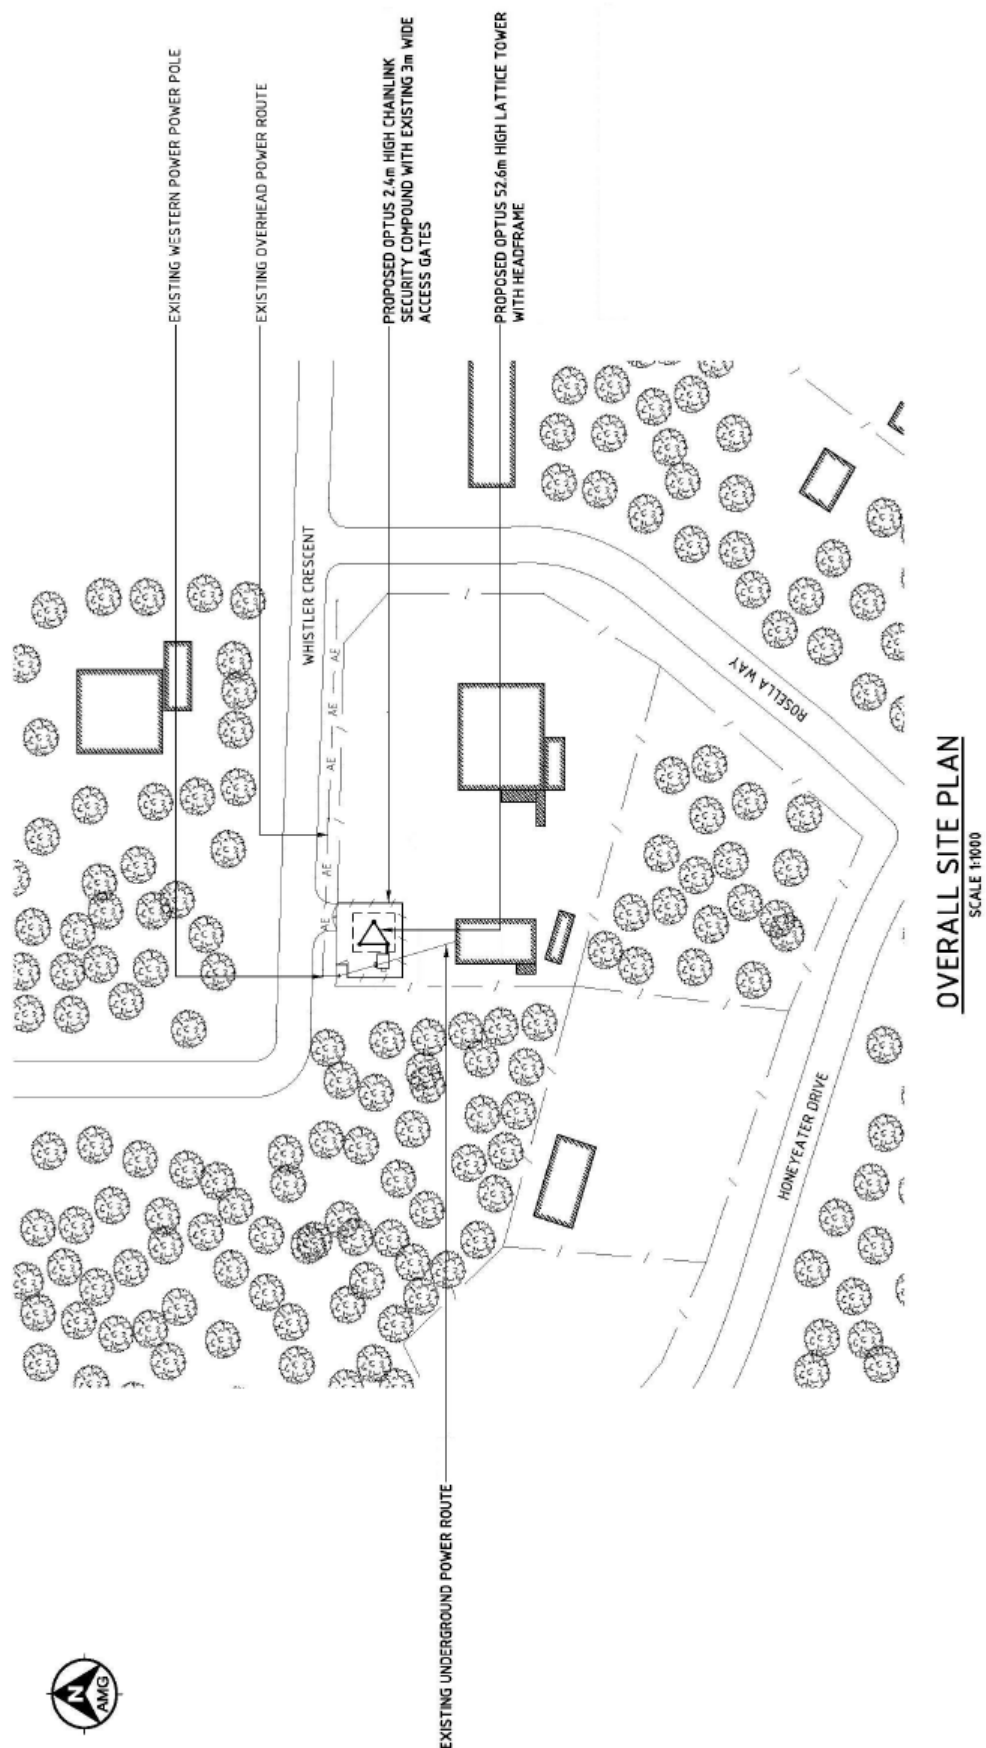 EXISTING WESTERN POWER POLE
EXISTING OVERHEAD POWER ROUTE
PROPOSED OPTUS 2.4m HIGH CHAINLINK
SECURITY COMPOUND WITH EXISTING 3m WIDE
ACCESS GATES
PROPOSED OPTUS 52.6m HIGH LATTICE TOWER
WITH HEADFRAME
WHISTLER CRESCENT
AE
AE
AE
AE
AE
ROSELLA WAY
HONEYEATER DRIVE
EXISTING UNDERGROUND POWER ROUTE
N
AMG
OVERALL SITE PLAN
SCALE 1:1000